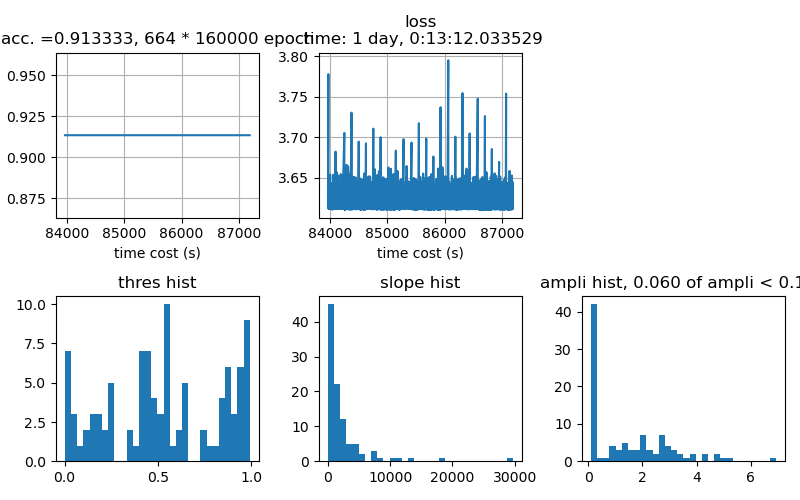 loss
acc. =0.913333, 664 * 160000 epoch
time: 1 day, 0:13:12.033529
0.950
0.925
0.900
0.875
84000 85000 86000 87000
time cost (s)
3.80
3.75
3.70
3.65
84000 85000 86000 87000
time cost (s)
thres hist
10.0
7.5
5.0
2.5
0.0
0.0 0.5 1.0
slope hist
40
30
20
10
0
0 10000 20000 30000
ampli hist, 0.060 of ampli < 0.1
40
30
20
10
0
0 2 4 6